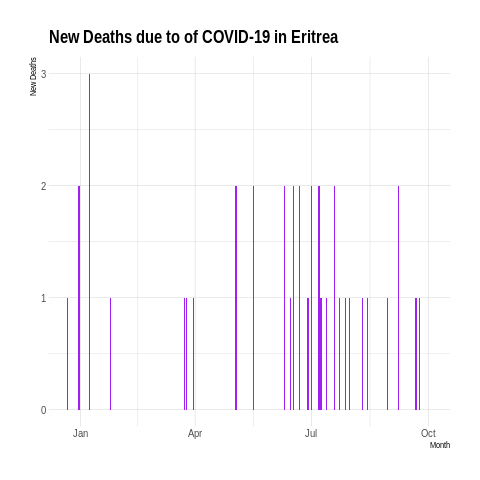 New Deaths due to of COVID-19 in Eritrea
New Deaths
3
2
1
0
Jan Apr Jul Oct
Month